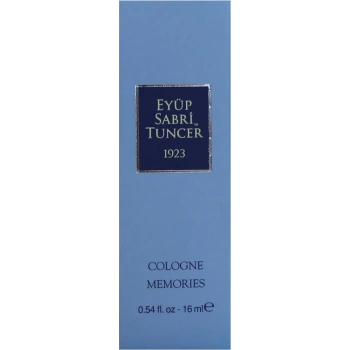 EYÜP
SABRİ
TUNCER
1923
COLOGNE
MEMORIES
0.54 fl. oz - 16 ml ℮